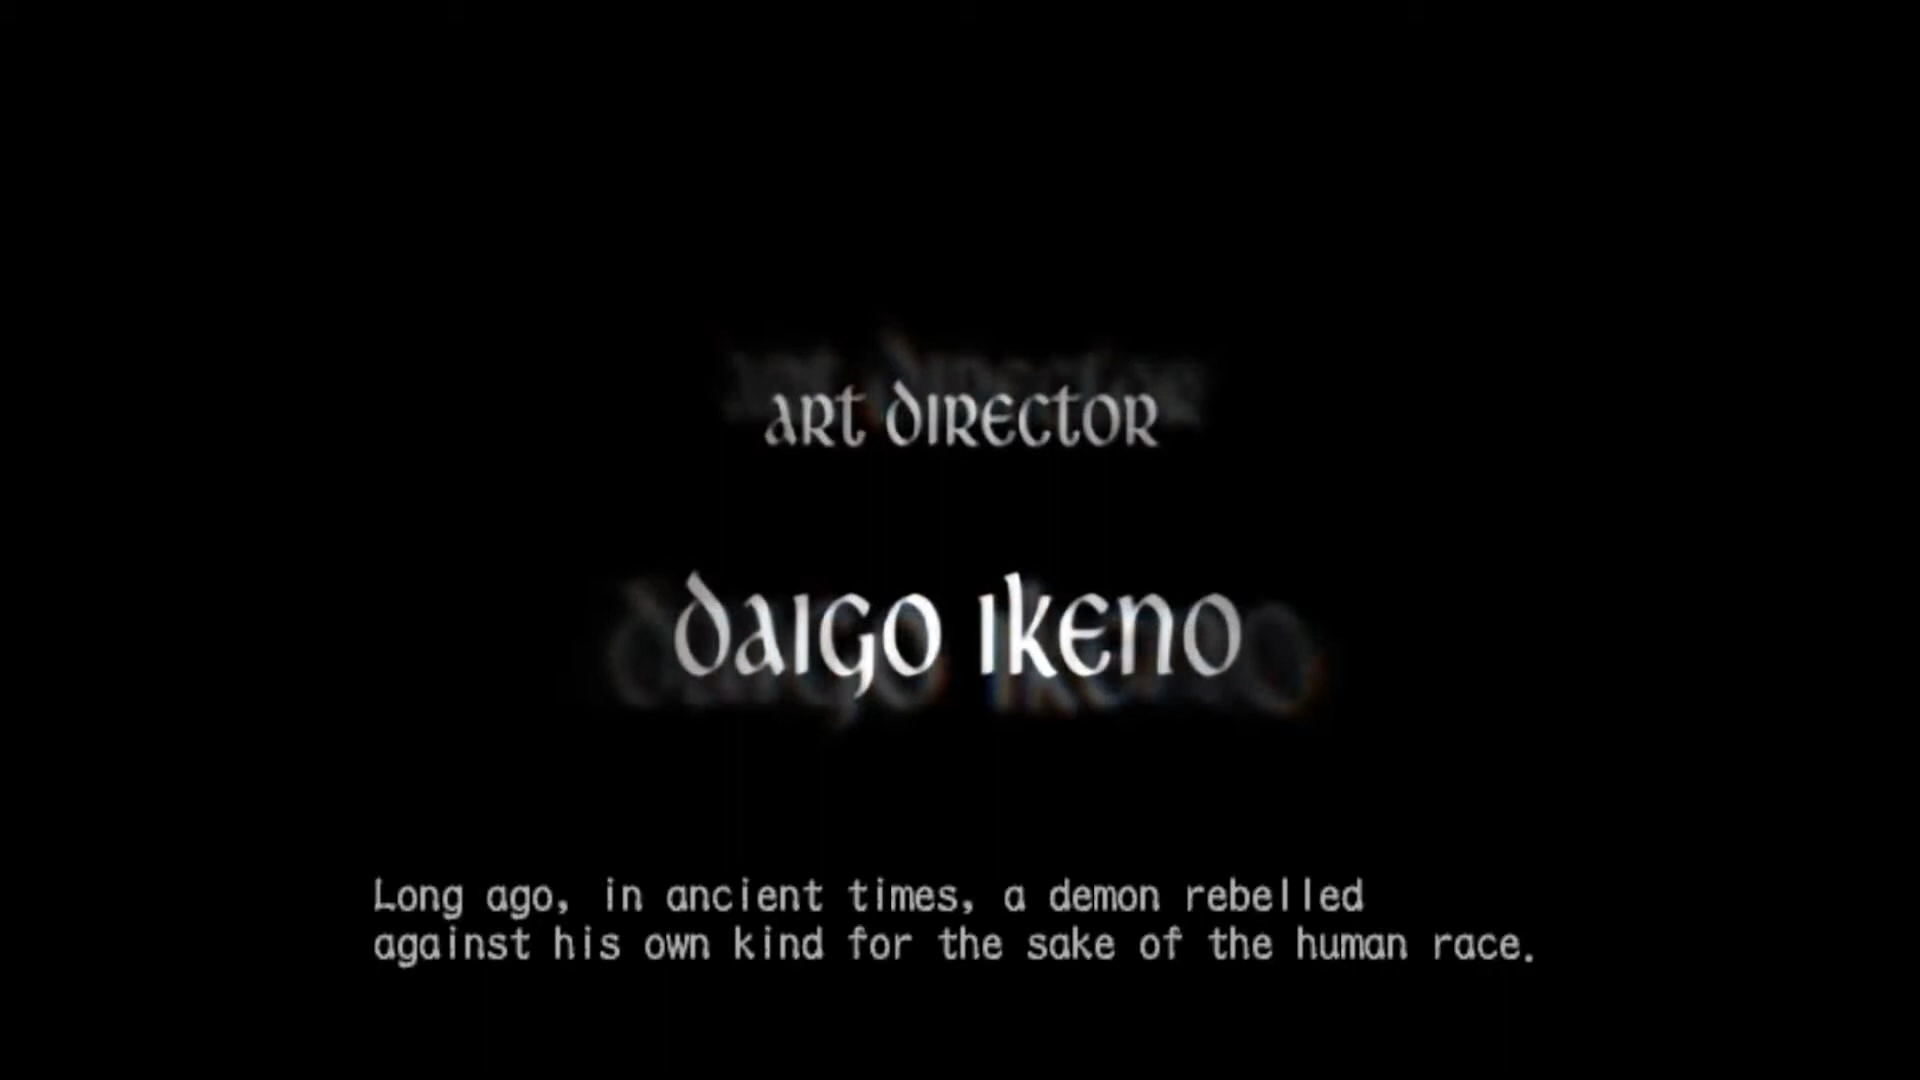 ART DIRECTOR
DAIGO IKENO
Long ago, in ancient times, a demon rebelled
against his own kind for the sake of the human race.